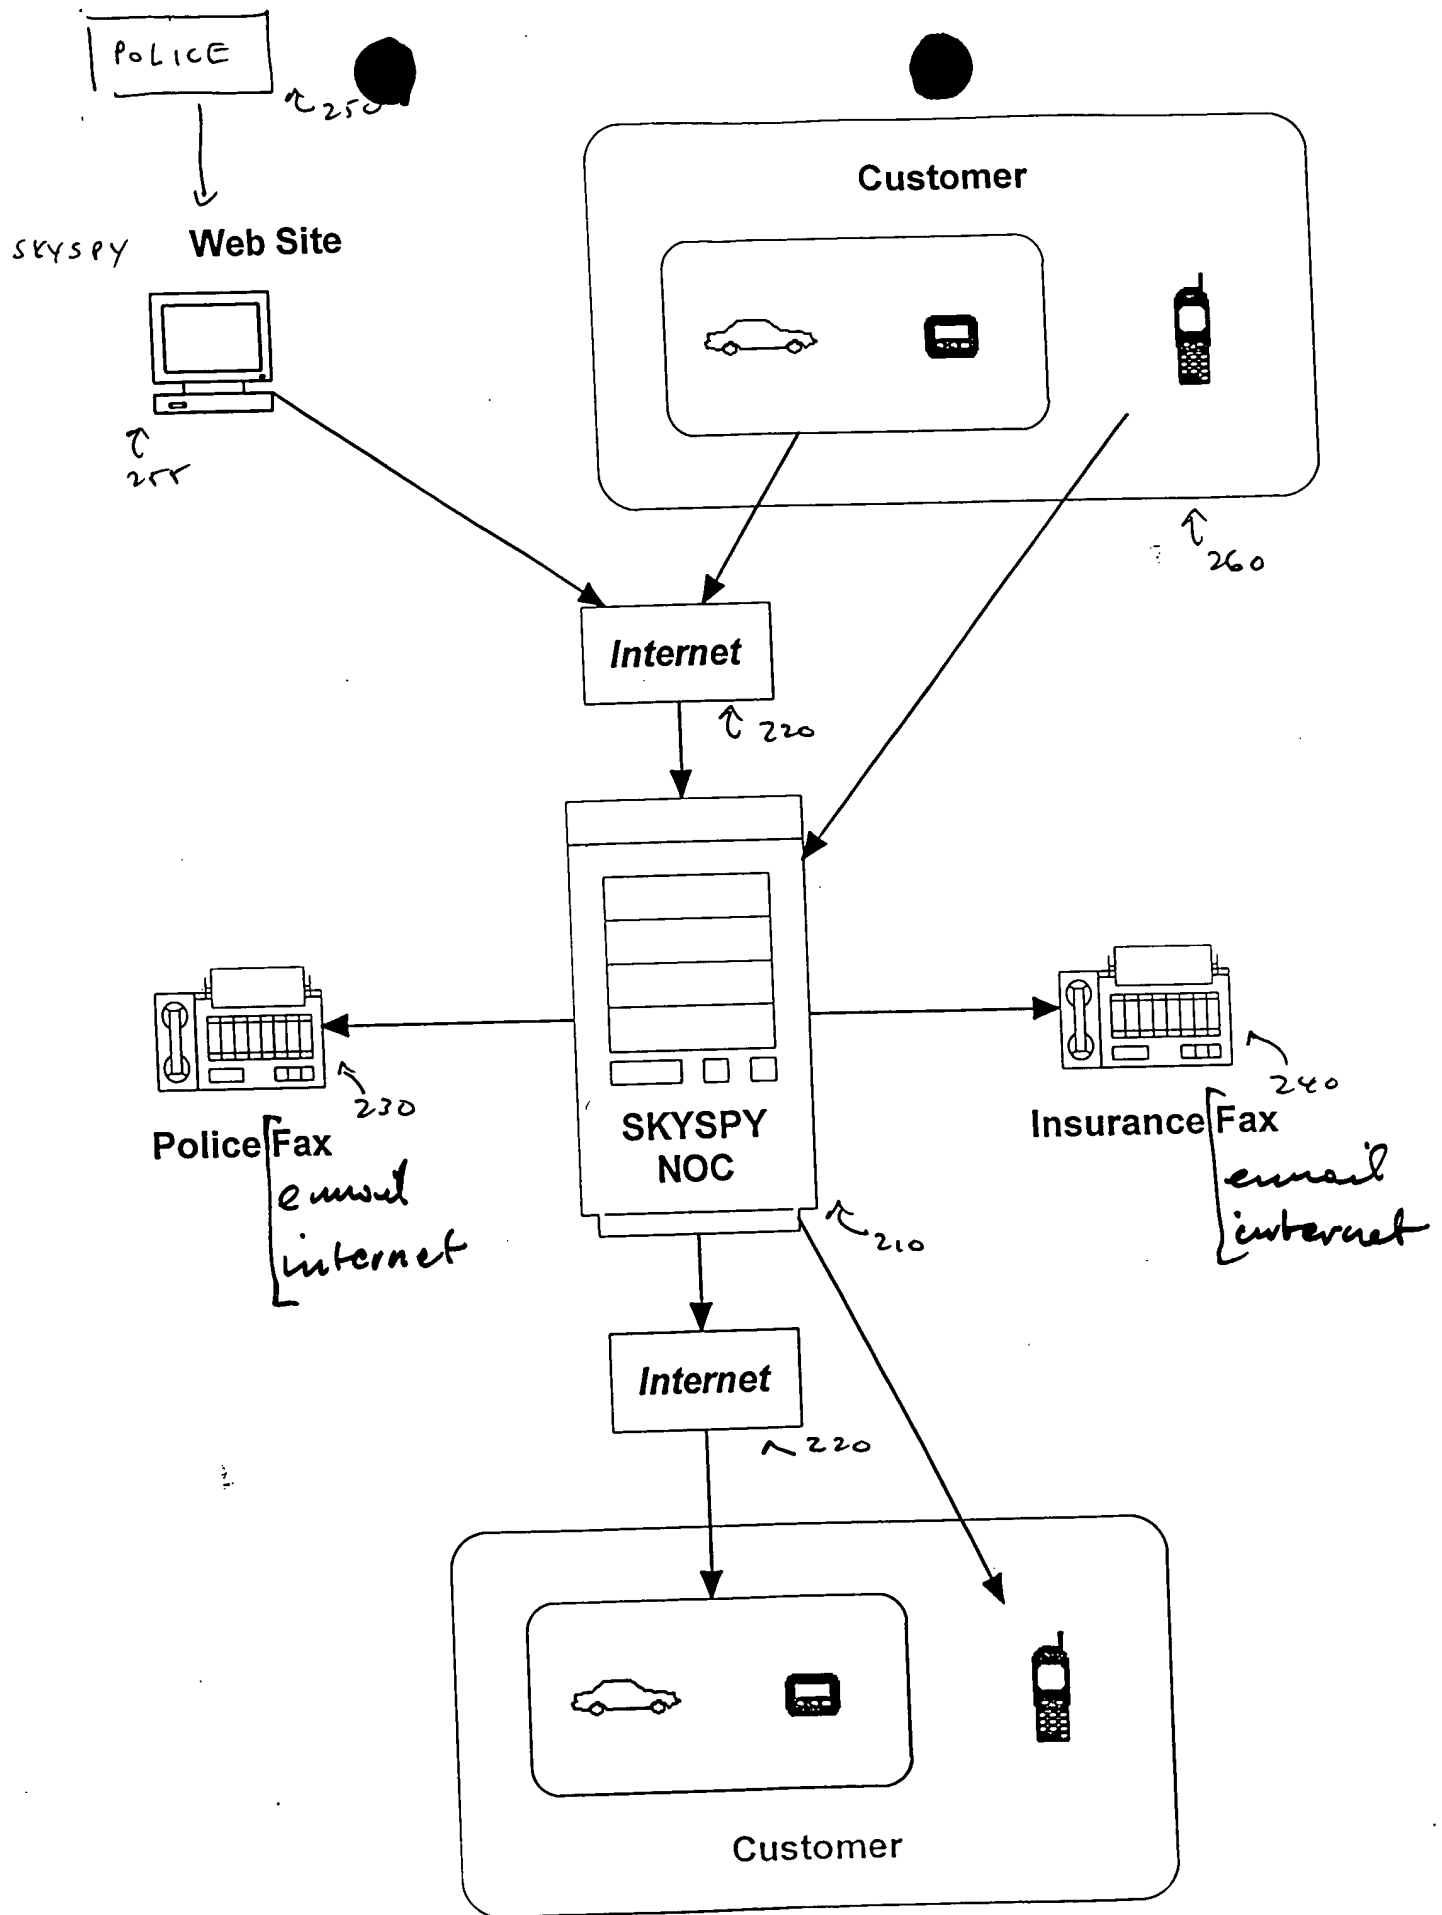 POLICE
250
Customer
SKYSPY Web Site
255
260
Internet
220
230
240
Police Fax
email
internet
SKYSPY
NOC
Insurance Fax
email
internet
210
Internet
220
Customer